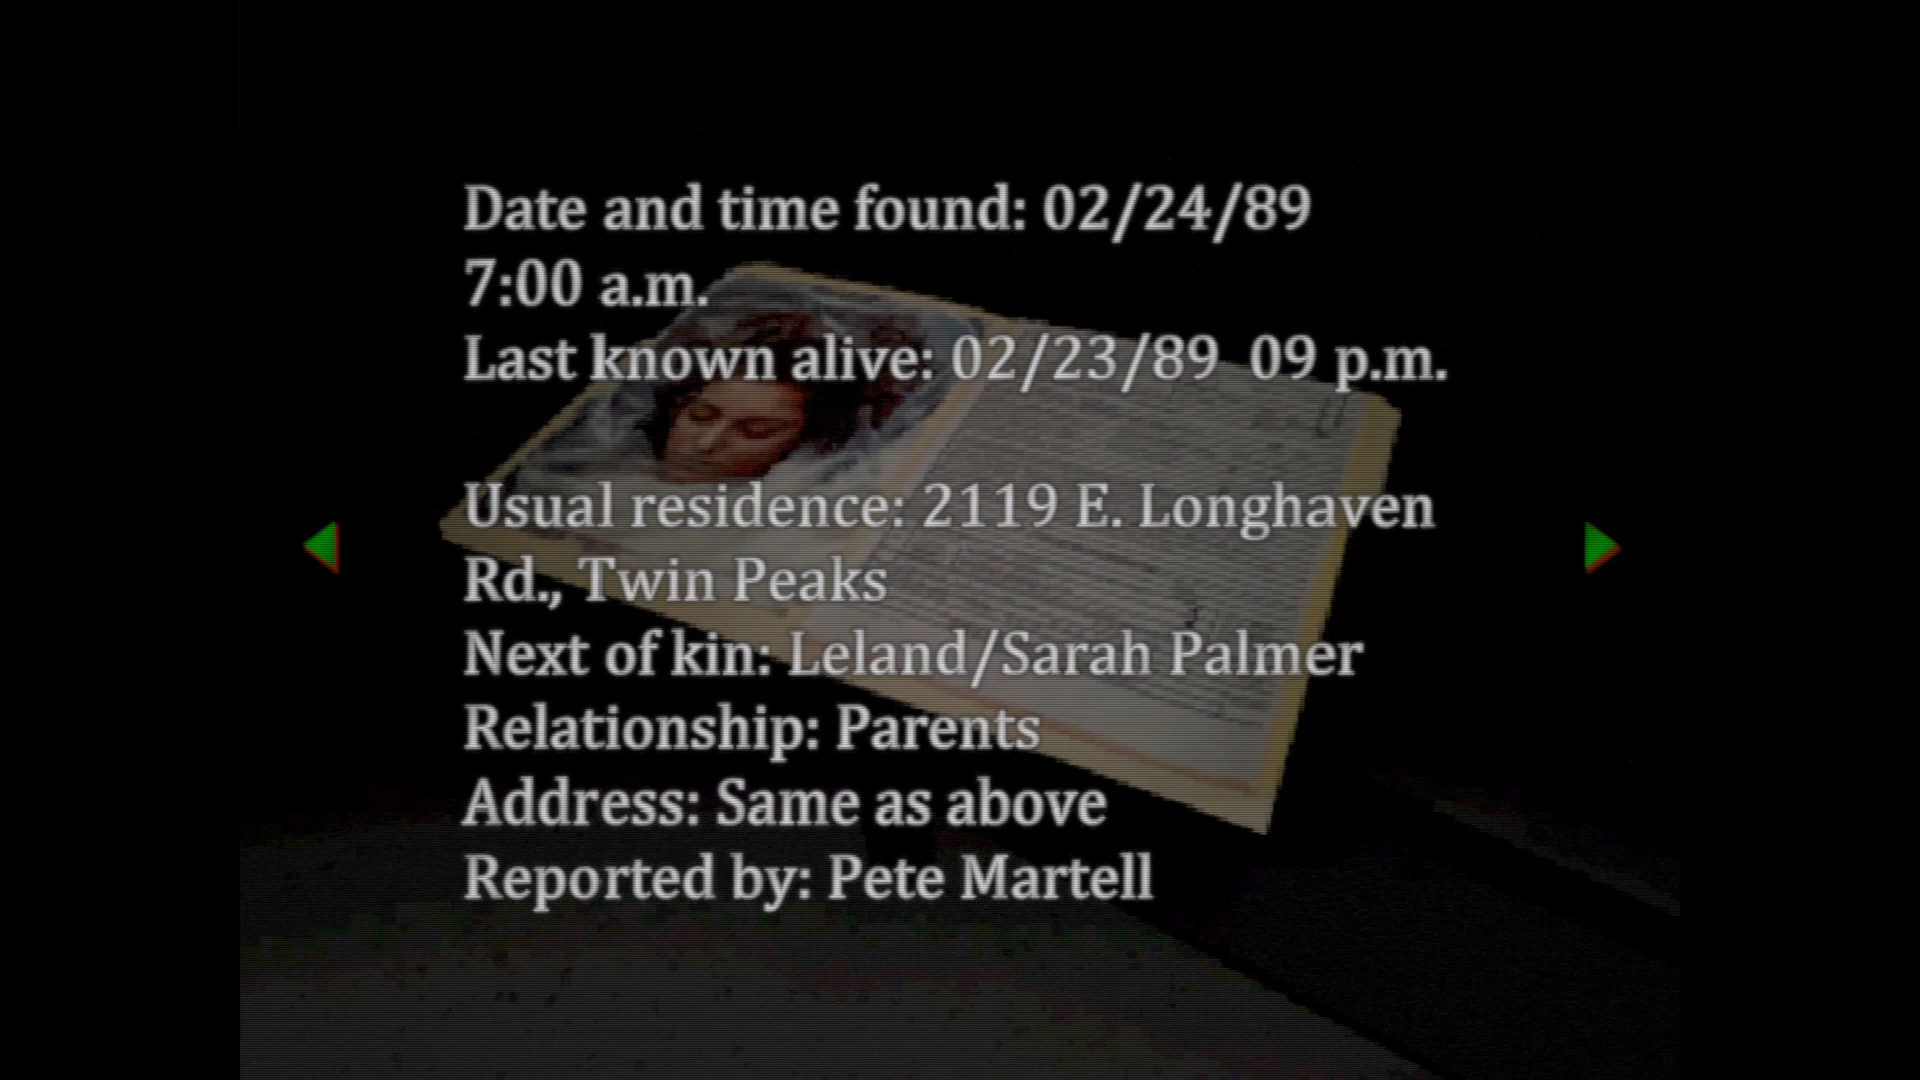 Date and time found: 02/24/89
7:00 a.m.
Last known alive: 02/23/89  09 p.m.
Usual residence: 2119 E. Longhaven
Rd., Twin Peaks
Next of kin: Leland/Sarah Palmer
Relationship: Parents
Address: Same as above
Reported by: Pete Martell